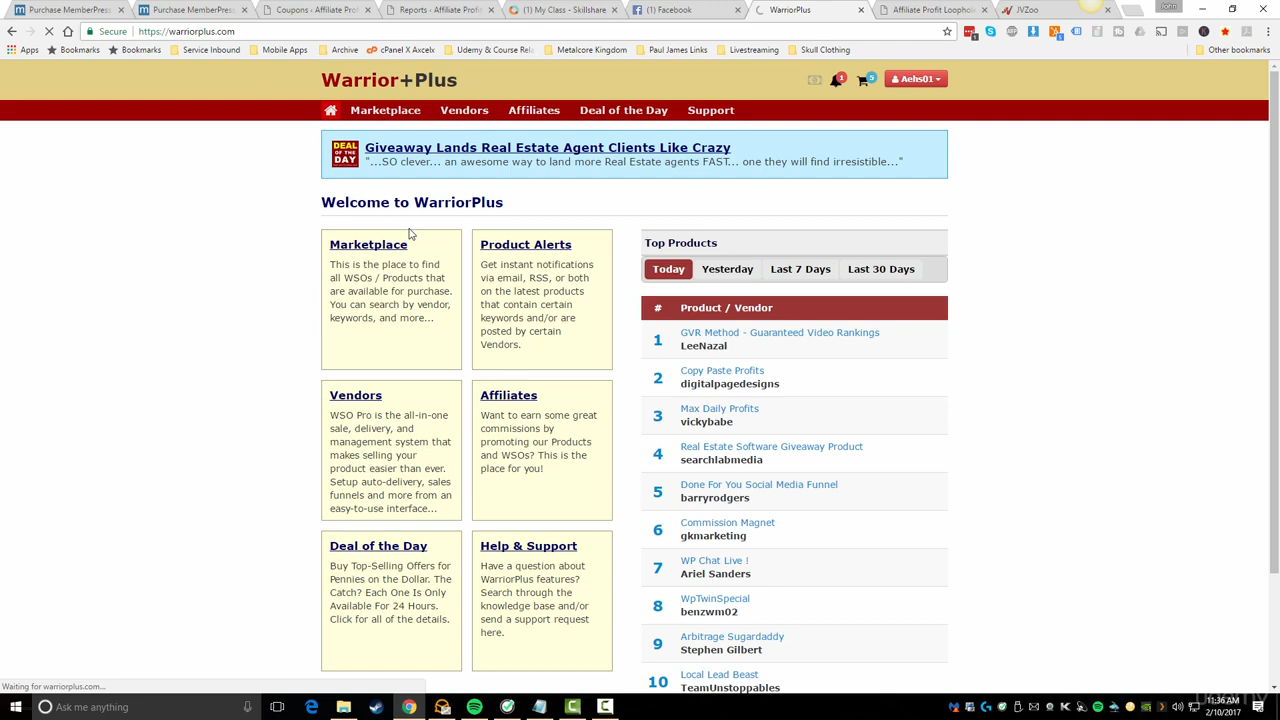 Purchase MemberPress
Purchase MemberPress
Coupons - Affiliate Prof
Reports - Affiliate Profi
(1) My Class - Skillshare
(1) Facebook
WarriorPlus
Affiliate Profit Loophole
JVZoo
John
Secure
https://warriorplus.com
Apps
Bookmarks
Bookmarks
Service Inbound
Mobile Apps
Archive
cPanel X Axcelx
Udemy & Course Rela
Metalcore Kingdom
Paul James Links
Livestreaming
Skull Clothing
Other bookmarks
Warrior+Plus
1
5
Aehs01
Marketplace
Vendors
Affiliates
Deal of the Day
Support
DEAL
OF THE
DAY
Giveaway Lands Real Estate Agent Clients Like Crazy
"...SO clever... an awesome way to land more Real Estate agents FAST... one they will find irresistible..."
Welcome to WarriorPlus
Marketplace
This is the place to find
all WSOs / Products that
are available for purchase.
You can search by vendor,
keywords, and more...
Product Alerts
Get instant notifications
via email, RSS, or both
on the latest products
that contain certain
keywords and/or are
posted by certain
Vendors.
Vendors
WSO Pro is the all-in-one
sale, delivery, and
management system that
makes selling your
product easier than ever.
Setup auto-delivery, sales
funnels and more from an
easy-to-use interface...
Affiliates
Want to earn some great
commissions by
promoting our Products
and WSOs? This is the
place for you!
Deal of the Day
Buy Top-Selling Offers for
Pennies on the Dollar. The
Catch? Each One Is Only
Available For 24 Hours.
Click for all of the details.
Help & Support
Have a question about
WarriorPlus features?
Search through the
knowledge base and/or
send a support request
here.
Top Products
Today
Yesterday
Last 7 Days
Last 30 Days
# Product / Vendor
1 GVR Method - Guaranteed Video Rankings
LeeNazal
2 Copy Paste Profits
digitalpagedesigns
3 Max Daily Profits
vickybabe
4 Real Estate Software Giveaway Product
searchlabmedia
5 Done For You Social Media Funnel
barryrodgers
6 Commission Magnet
gkmarketing
7 WP Chat Live !
Ariel Sanders
8 WpTwinSpecial
benzwm02
9 Arbitrage Sugardaddy
Stephen Gilbert
10 Local Lead Beast
TeamUnstoppables
Waiting for warriorplus.com...
Ask me anything
11:36 AM
2/10/2017
Udemy